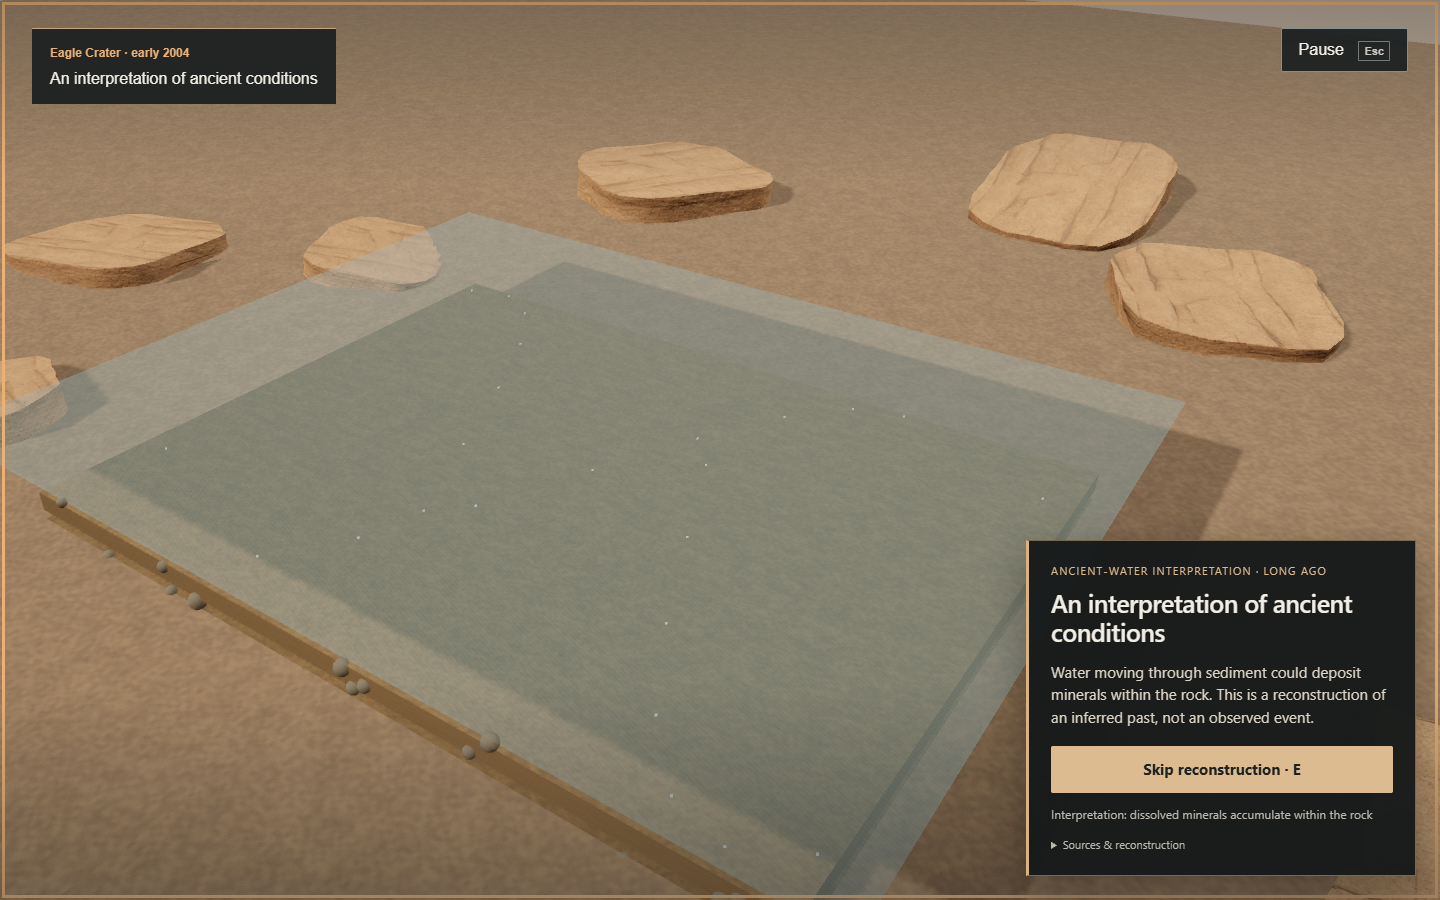 Eagle Crater · early 2004
An interpretation of ancient conditions
Pause Esc
ANCIENT-WATER INTERPRETATION · LONG AGO
An interpretation of ancient
conditions
Water moving through sediment could deposit
minerals within the rock. This is a reconstruction of
an inferred past, not an observed event.
Skip reconstruction · E
Interpretation: dissolved minerals accumulate within the rock
Sources & reconstruction